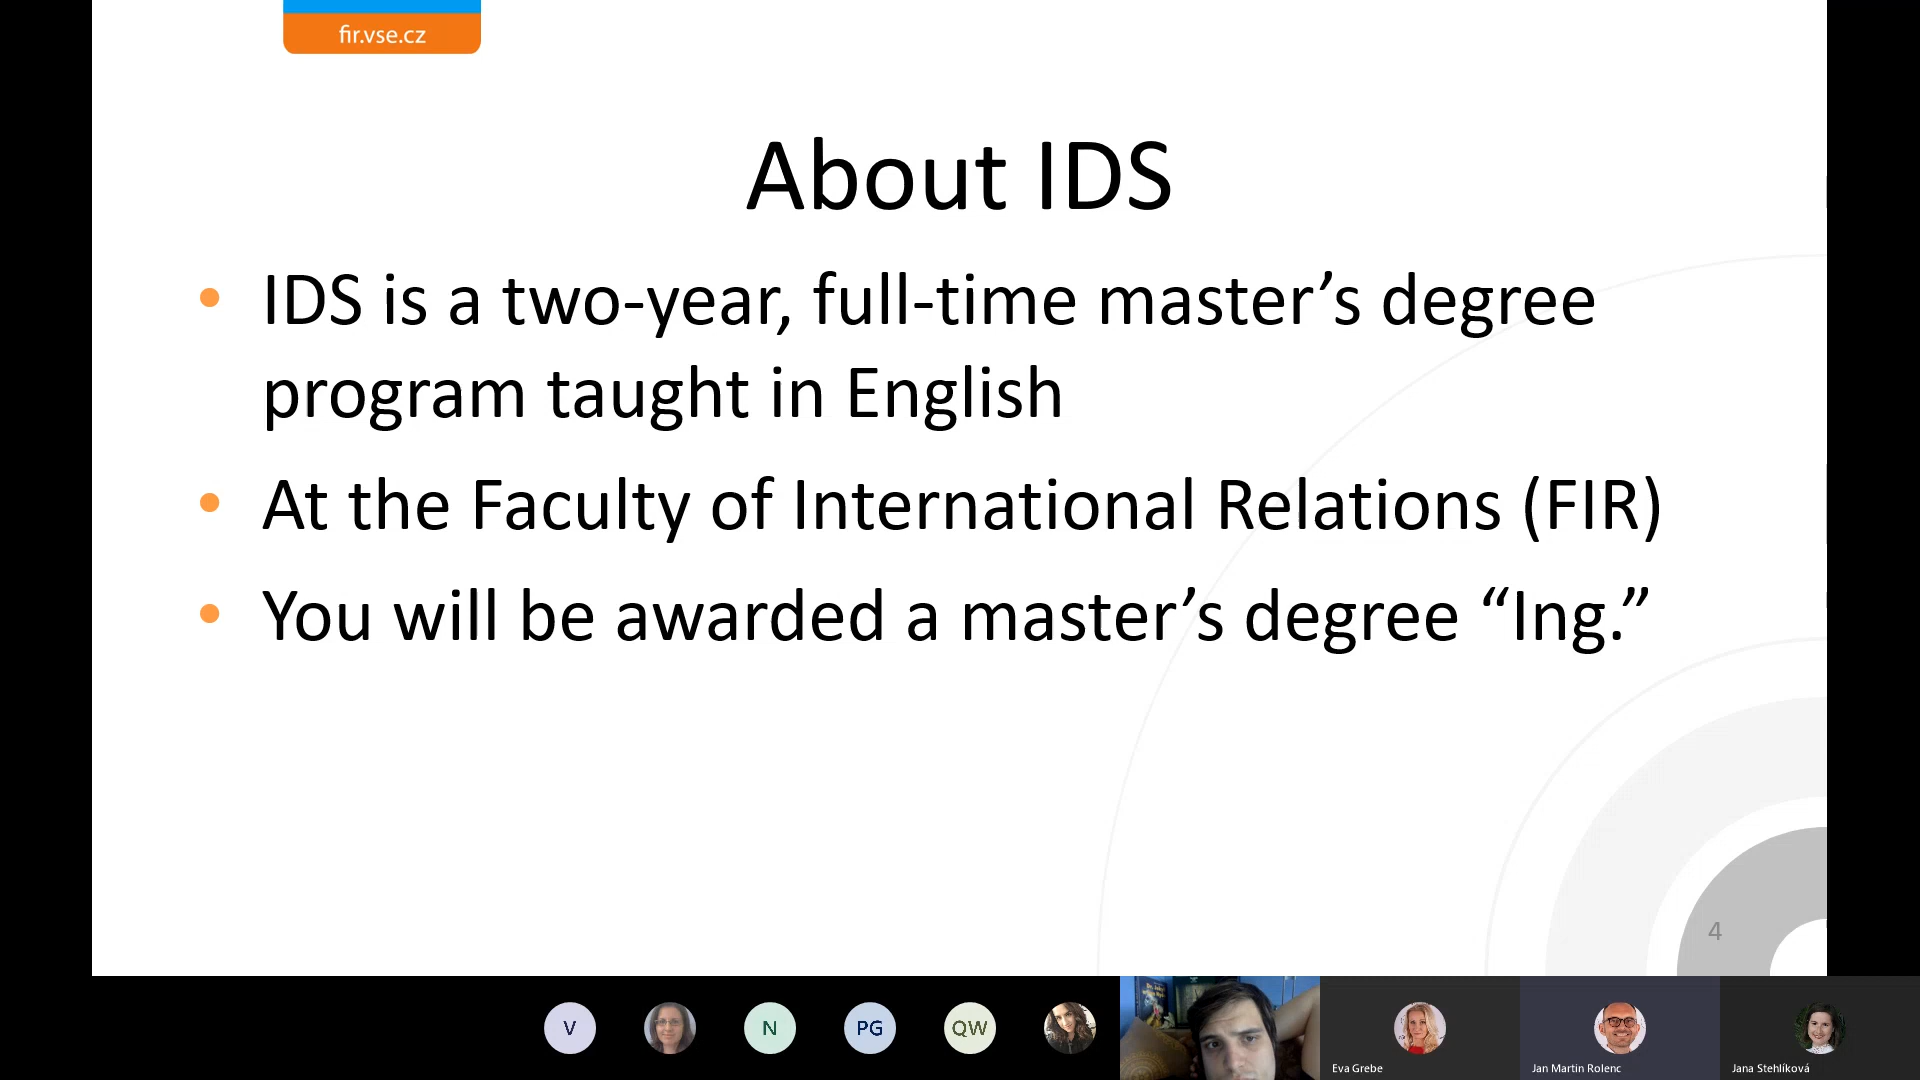 fir.vse.cz
About IDS
• IDS is a two-year, full-time master’s degree
program taught in English
• At the Faculty of International Relations (FIR)
• You will be awarded a master’s degree “Ing.”
4
V
N
PG
QW
Eva Grebe
Jan Martin Rolenc
Jana Stehlíková